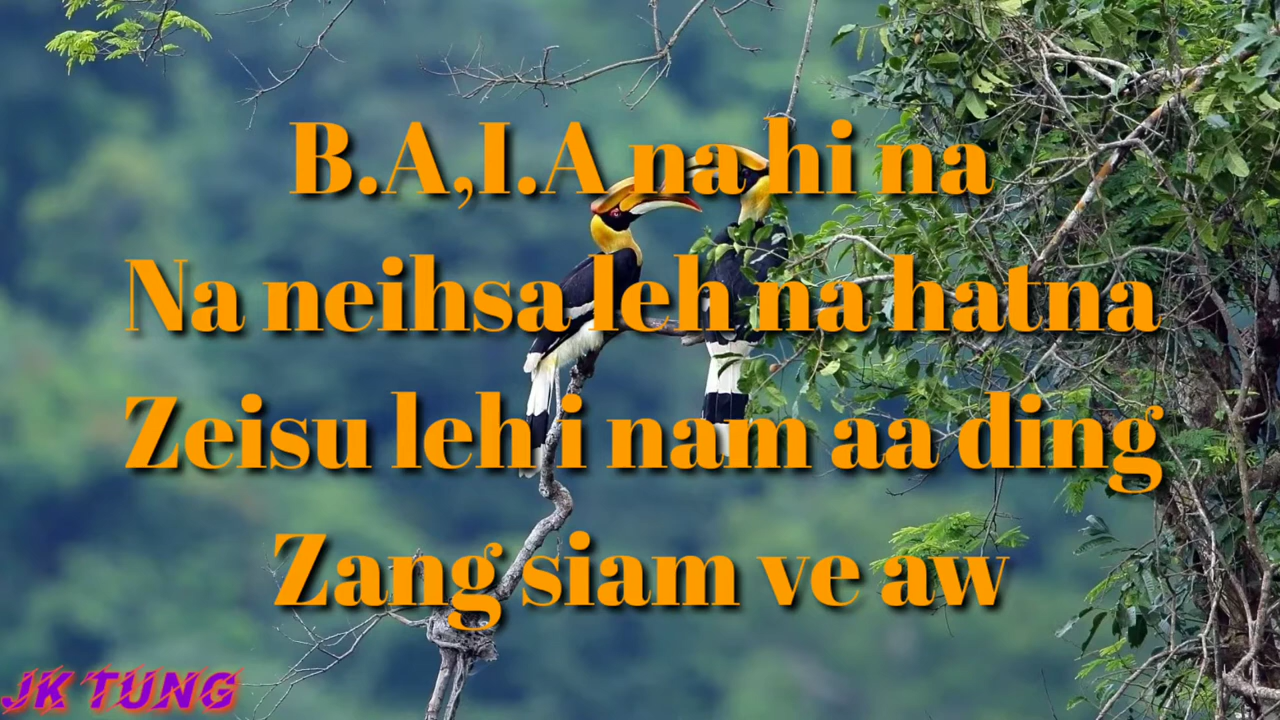 B.A,I.A na hi na
Na neihsa leh na hatna
Zeisu leh i nam aa ding
Zang siam ve aw
JK TUNG